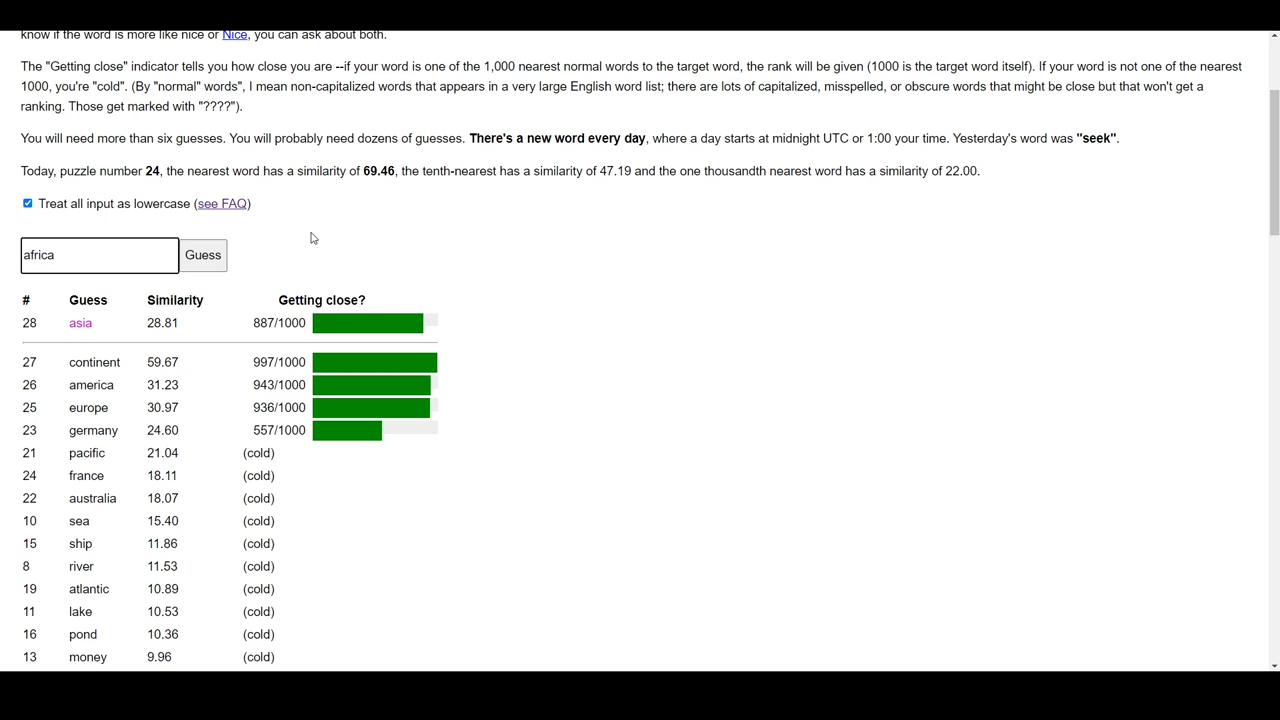 know if the word is more like nice or Nice, you can ask about both.
The "Getting close" indicator tells you how close you are --if your word is one of the 1,000 nearest normal words to the target word, the rank will be given (1000 is the target word itself). If your word is not one of the nearest
1000, you're "cold". (By "normal" words", I mean non-capitalized words that appears in a very large English word list; there are lots of capitalized, misspelled, or obscure words that might be close but that won't get a
ranking. Those get marked with "????").
You will need more than six guesses. You will probably need dozens of guesses. There's a new word every day, where a day starts at midnight UTC or 1:00 your time. Yesterday's word was "seek".
Today, puzzle number 24, the nearest word has a similarity of 69.46, the tenth-nearest has a similarity of 47.19 and the one thousandth nearest word has a similarity of 22.00.
Treat all input as lowercase (see FAQ)
africa Guess
# Guess Similarity Getting close?
28 asia 28.81 887/1000
27 continent 59.67 997/1000
26 america 31.23 943/1000
25 europe 30.97 936/1000
23 germany 24.60 557/1000
21 pacific 21.04 (cold)
24 france 18.11 (cold)
22 australia 18.07 (cold)
10 sea 15.40 (cold)
15 ship 11.86 (cold)
8 river 11.53 (cold)
19 atlantic 10.89 (cold)
11 lake 10.53 (cold)
16 pond 10.36 (cold)
13 money 9.96 (cold)